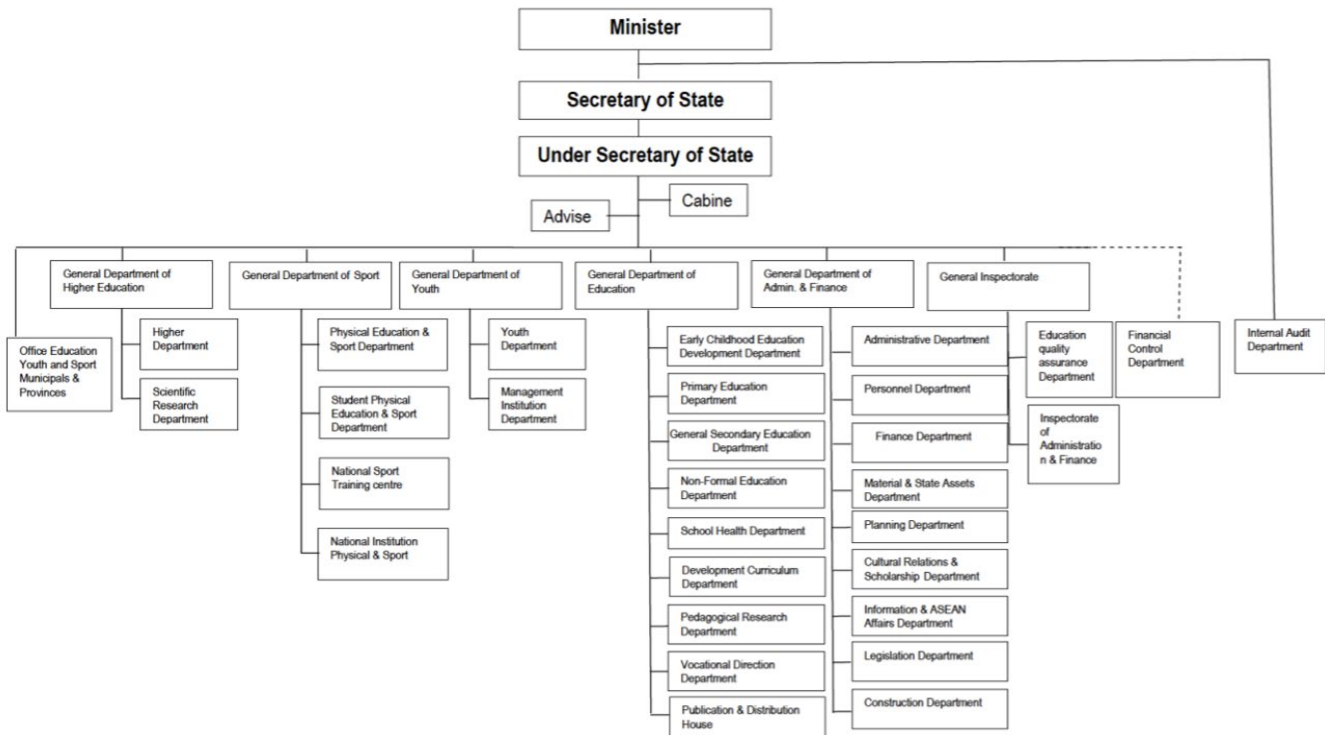 Minister
Secretary of State
Under Secretary of State
Cabine
Advise
General Department of
Higher Education
General Department of Sport
General Department of
Youth
General Department of
Education
General Department of
Admin. & Finance
General Inspectorate
Office Education
Youth and Sport
Municipals &
Provinces
Higher
Department
Scientific
Research
Department
Physical Education &
Sport Department
Student Physical
Education & Sport
Department
National Sport
Training centre
National Institution
Physical & Sport
Youth
Department
Management
Institution
Department
Early Childhood Education
Development Department
Primary Education
Department
General Secondary Education
Department
Non-Formal Education
Department
School Health Department
Development Curriculum
Department
Pedagogical Research
Department
Vocational Direction
Department
Publication & Distribution
House
Administrative Department
Personnel Department
Finance Department
Material & State Assets
Department
Planning Department
Cultural Relations &
Scholarship Department
Information & ASEAN
Affairs Department
Legislation Department
Construction Department
Education
quality
assurance
Department
Inspectorate
of
Administratio
n & Finance
Financial
Control
Department
Internal Audit
Department